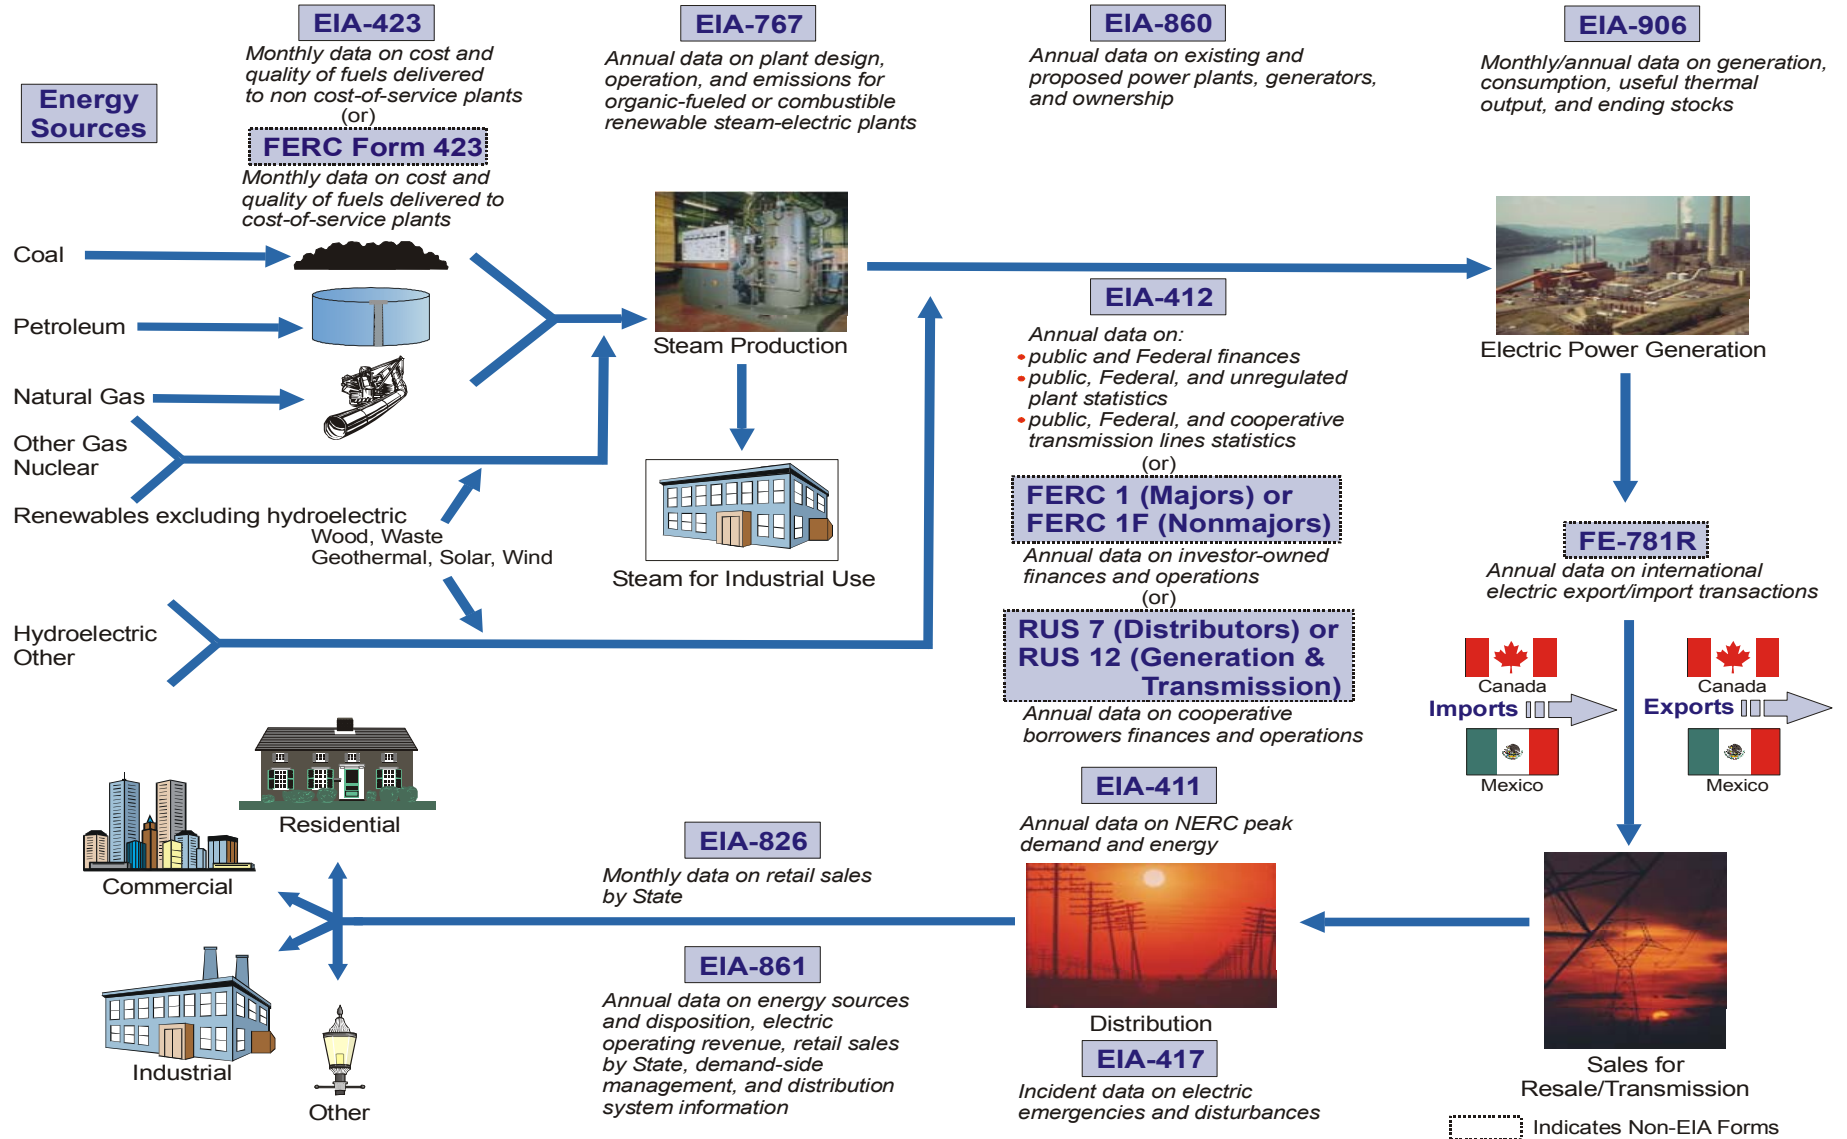 EIA-423
Monthly data on cost and
quality of fuels delivered
to non cost-of-service plants
(or)
FERC Form 423
Monthly data on cost and
quality of fuels delivered to
cost-of-service plants
EIA-767
Annual data on plant design,
operation, and emissions for
organic-fueled or combustible
renewable steam-electric plants
EIA-860
Annual data on existing and
proposed power plants, generators,
and ownership
EIA-906
Monthly/annual data on generation,
consumption, useful thermal
output, and ending stocks
Energy
Sources
Coal
Petroleum
Natural Gas
Other Gas
Nuclear
Renewables excluding hydroelectric
Wood, Waste
Geothermal, Solar, Wind
Hydroelectric
Other
Steam Production
Steam for Industrial Use
EIA-412
Annual data on:
• public and Federal finances
• public, Federal, and unregulated
plant statistics
• public, Federal, and cooperative
transmission lines statistics
(or)
FERC 1 (Majors) or
FERC 1F (Nonmajors)
Annual data on investor-owned
finances and operations
(or)
RUS 7 (Distributors) or
RUS 12 (Generation &
Transmission)
Annual data on cooperative
borrowers finances and operations
Electric Power Generation
FE-781R
Annual data on international
electric export/import transactions
Canada
Imports
Mexico
Canada
Exports
Mexico
EIA-411
Annual data on NERC peak
demand and energy
Distribution
EIA-417
Incident data on electric
emergencies and disturbances
Sales for
Resale/Transmission
Indicates Non-EIA Forms
EIA-826
Monthly data on retail sales
by State
EIA-861
Annual data on energy sources
and disposition, electric
operating revenue, retail sales
by State, demand-side
management, and distribution
system information
Residential
Commercial
Industrial
Other